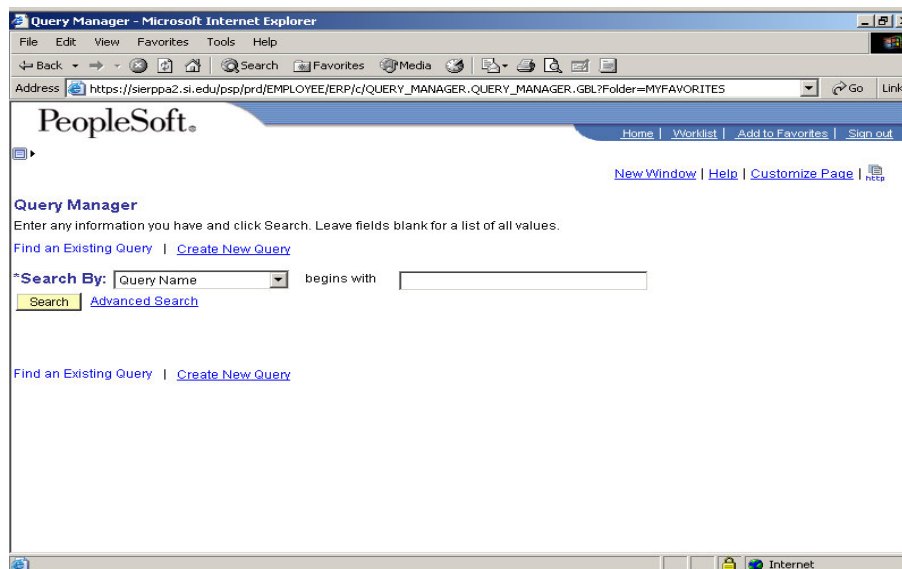 Query Manager - Microsoft Internet Explorer
File Edit View Favorites Tools Help
Back Search Favorites Media
Address https://sierppa2.si.edu/psp/prd/EMPLOYEE/ERP/c/QUERY_MANAGER.QUERY_MANAGER.GBL?Folder=MYFAVORITES Go Link
PeopleSoft.
Home | Worklist | Add to Favorites | Sign out
New Window | Help | Customize Page | http
Query Manager
Enter any information you have and click Search. Leave fields blank for a list of all values.
Find an Existing Query | Create New Query
*Search By: Query Name begins with
Search Advanced Search
Find an Existing Query | Create New Query
Internet